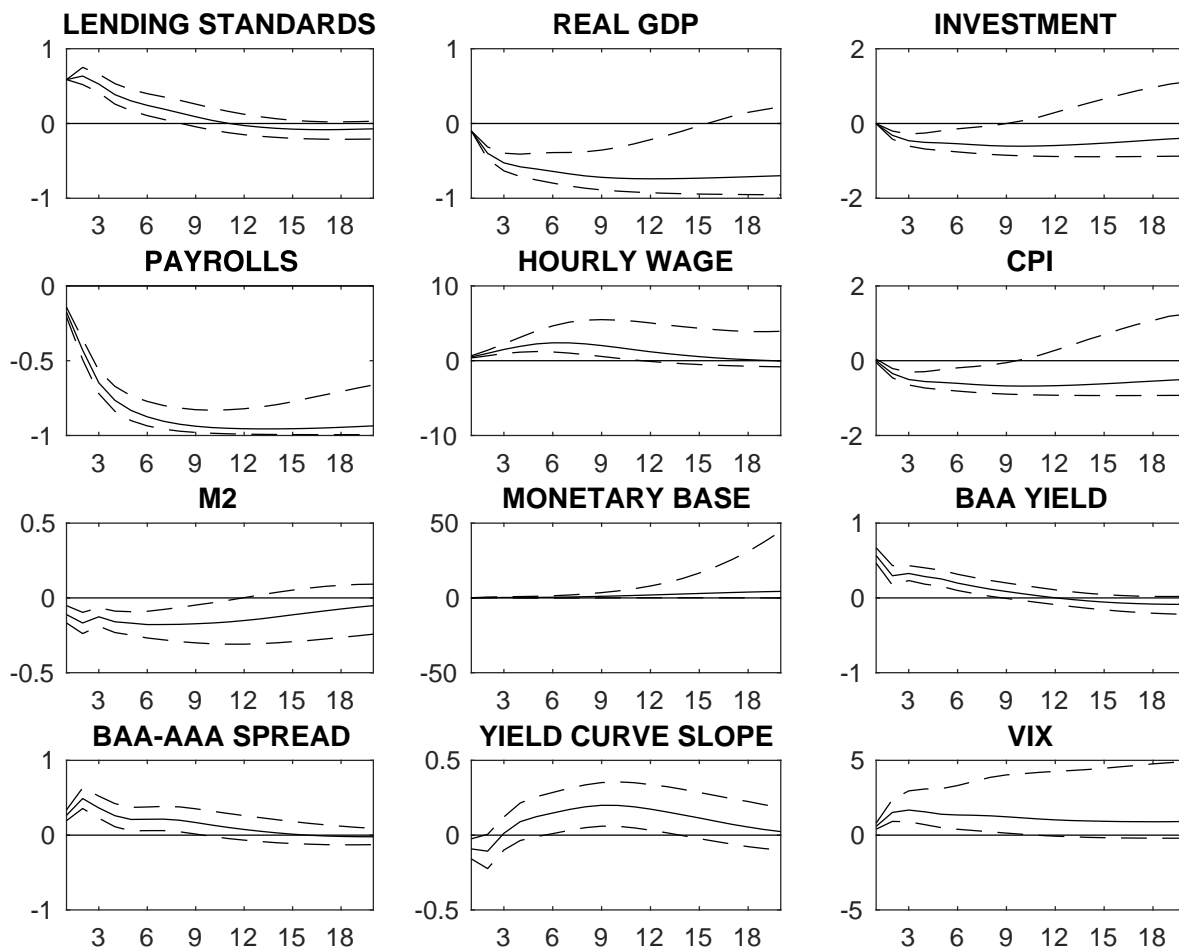 LENDING STANDARDS REAL GDP INVESTMENT
1 1 2
0 0 0
-1 -1 -2
3 6 9 12 15 18 3 6 9 12 15 18 3 6 9 12 15 18
PAYROLLS HOURLY WAGE CPI
0 10 2
-0.5 0 0
-1 -10 -2
3 6 9 12 15 18 3 6 9 12 15 18 3 6 9 12 15 18
M2 MONETARY BASE BAA YIELD
0.5 50 1
0 0 0
-0.5 -50 -1
3 6 9 12 15 18 3 6 9 12 15 18 3 6 9 12 15 18
BAA-AAA SPREAD YIELD CURVE SLOPE VIX
1 0.5 5
0 0 0
-1 -0.5 -5
3 6 9 12 15 18 3 6 9 12 15 18 3 6 9 12 15 18